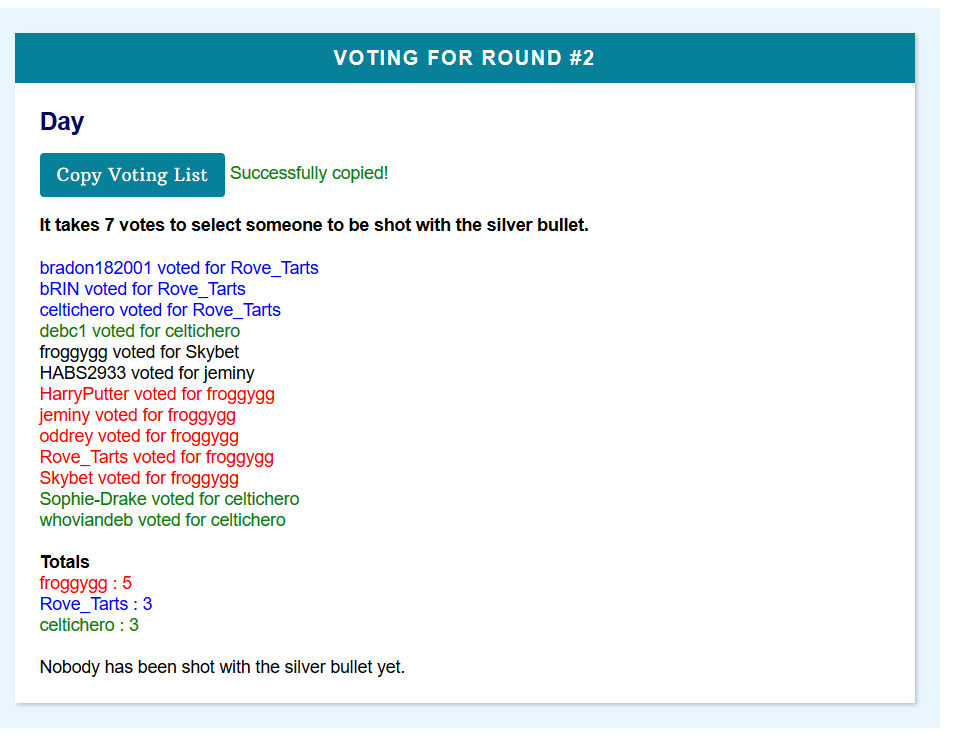 VOTING FOR ROUND #2
Day
Copy Voting List Successfully copied!
It takes 7 votes to select someone to be shot with the silver bullet.
bradon182001 voted for Rove_Tarts
bRIN voted for Rove_Tarts
celtichero voted for Rove_Tarts
debc1 voted for celtichero
froggygg voted for Skybet
HABS2933 voted for jeminy
HarryPutter voted for froggygg
jeminy voted for froggygg
oddrey voted for froggygg
Rove_Tarts voted for froggygg
Skybet voted for froggygg
Sophie-Drake voted for celtichero
whoviandeb voted for celtichero
Totals
froggygg : 5
Rove_Tarts : 3
celtichero : 3
Nobody has been shot with the silver bullet yet.